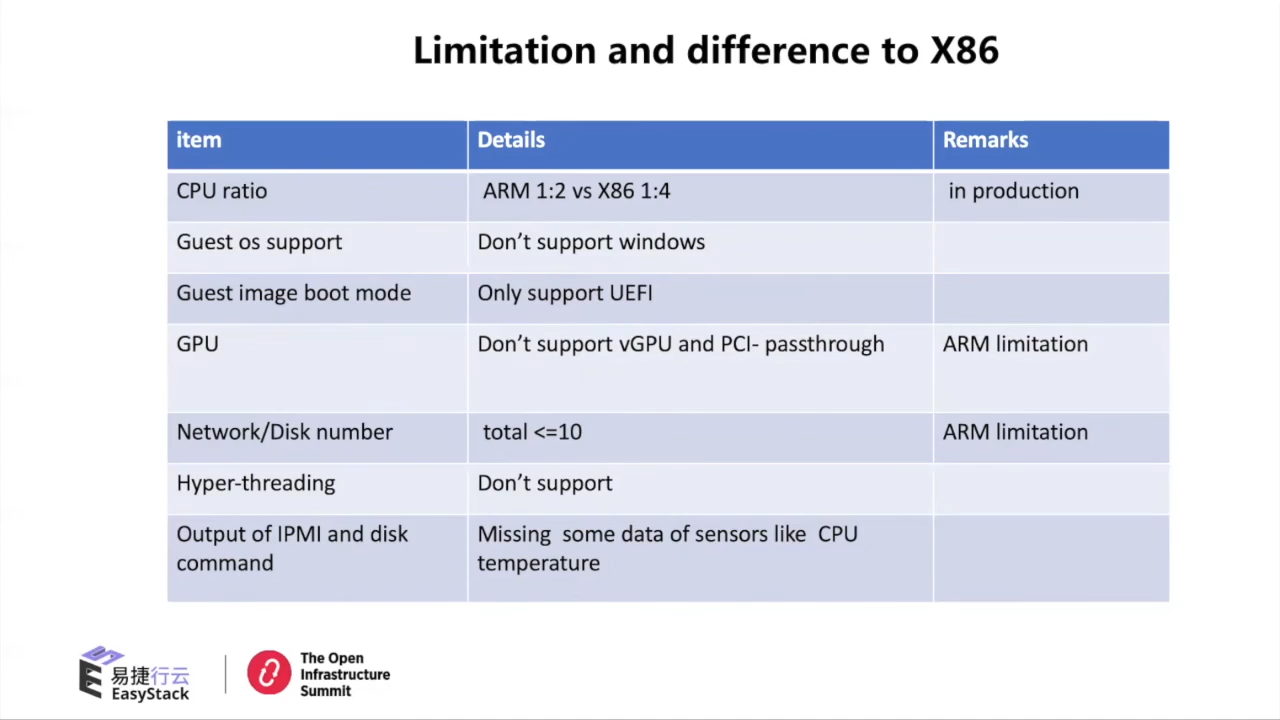 Limitation and difference to X86
item Details Remarks
CPU ratio ARM 1:2 vs X86 1:4 in production
Guest os support Don’t support windows
Guest image boot mode Only support UEFI
GPU Don’t support vGPU and PCI- passthrough ARM limitation
Network/Disk number total <=10 ARM limitation
Hyper-threading Don’t support
Output of IPMI and disk
command
Missing some data of sensors like CPU
temperature
易捷行云
EasyStack
The Open
Infrastructure
Summit